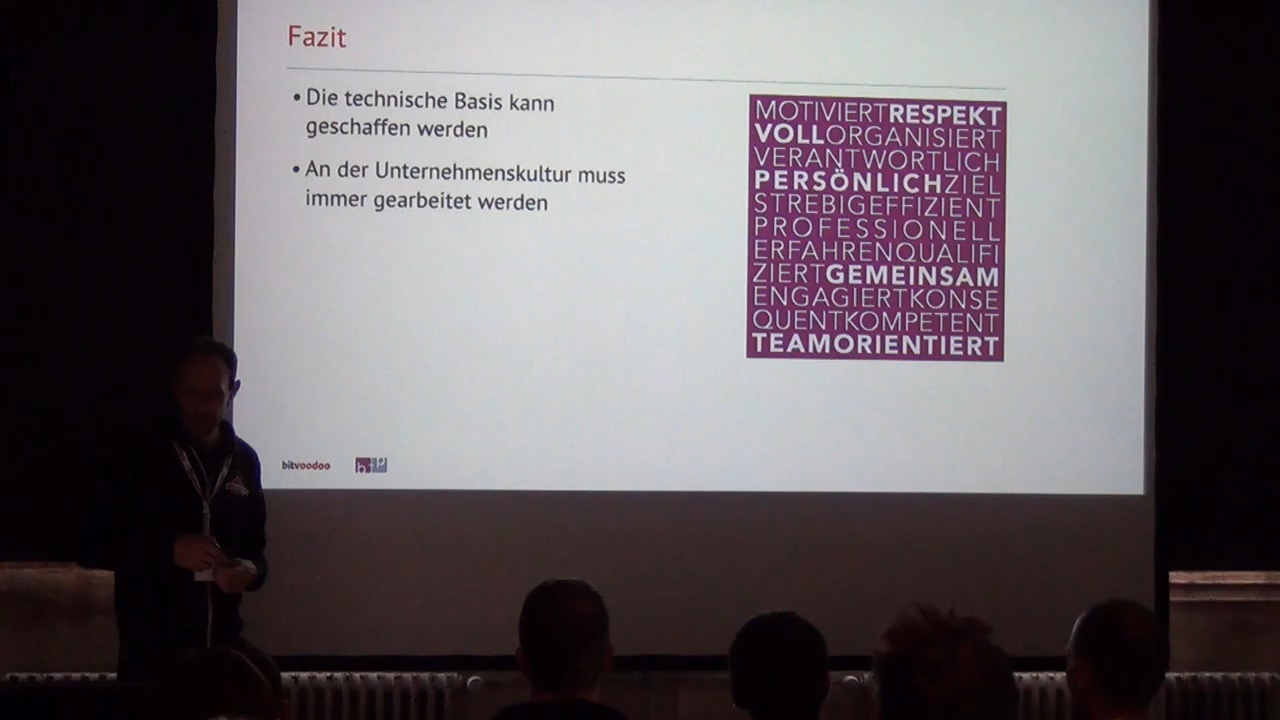 Fazit
• Die technische Basis kann
geschaffen werden
• An der Unternehmenskultur muss
immer gearbeitet werden
MOTIVIERTRESPEKT
VOLLORGANISIERT
VERANTWORTLICH
PERSÖNLICHZIEL
STREBIGEFFIZIENT
PROFESSIONELL
ERFAHRENQUALIFI
ZIERTGEMEINSAM
ENGAGIERTKONSE
QUENTKOMPETENT
TEAMORIENTIERT
bitvoodoo